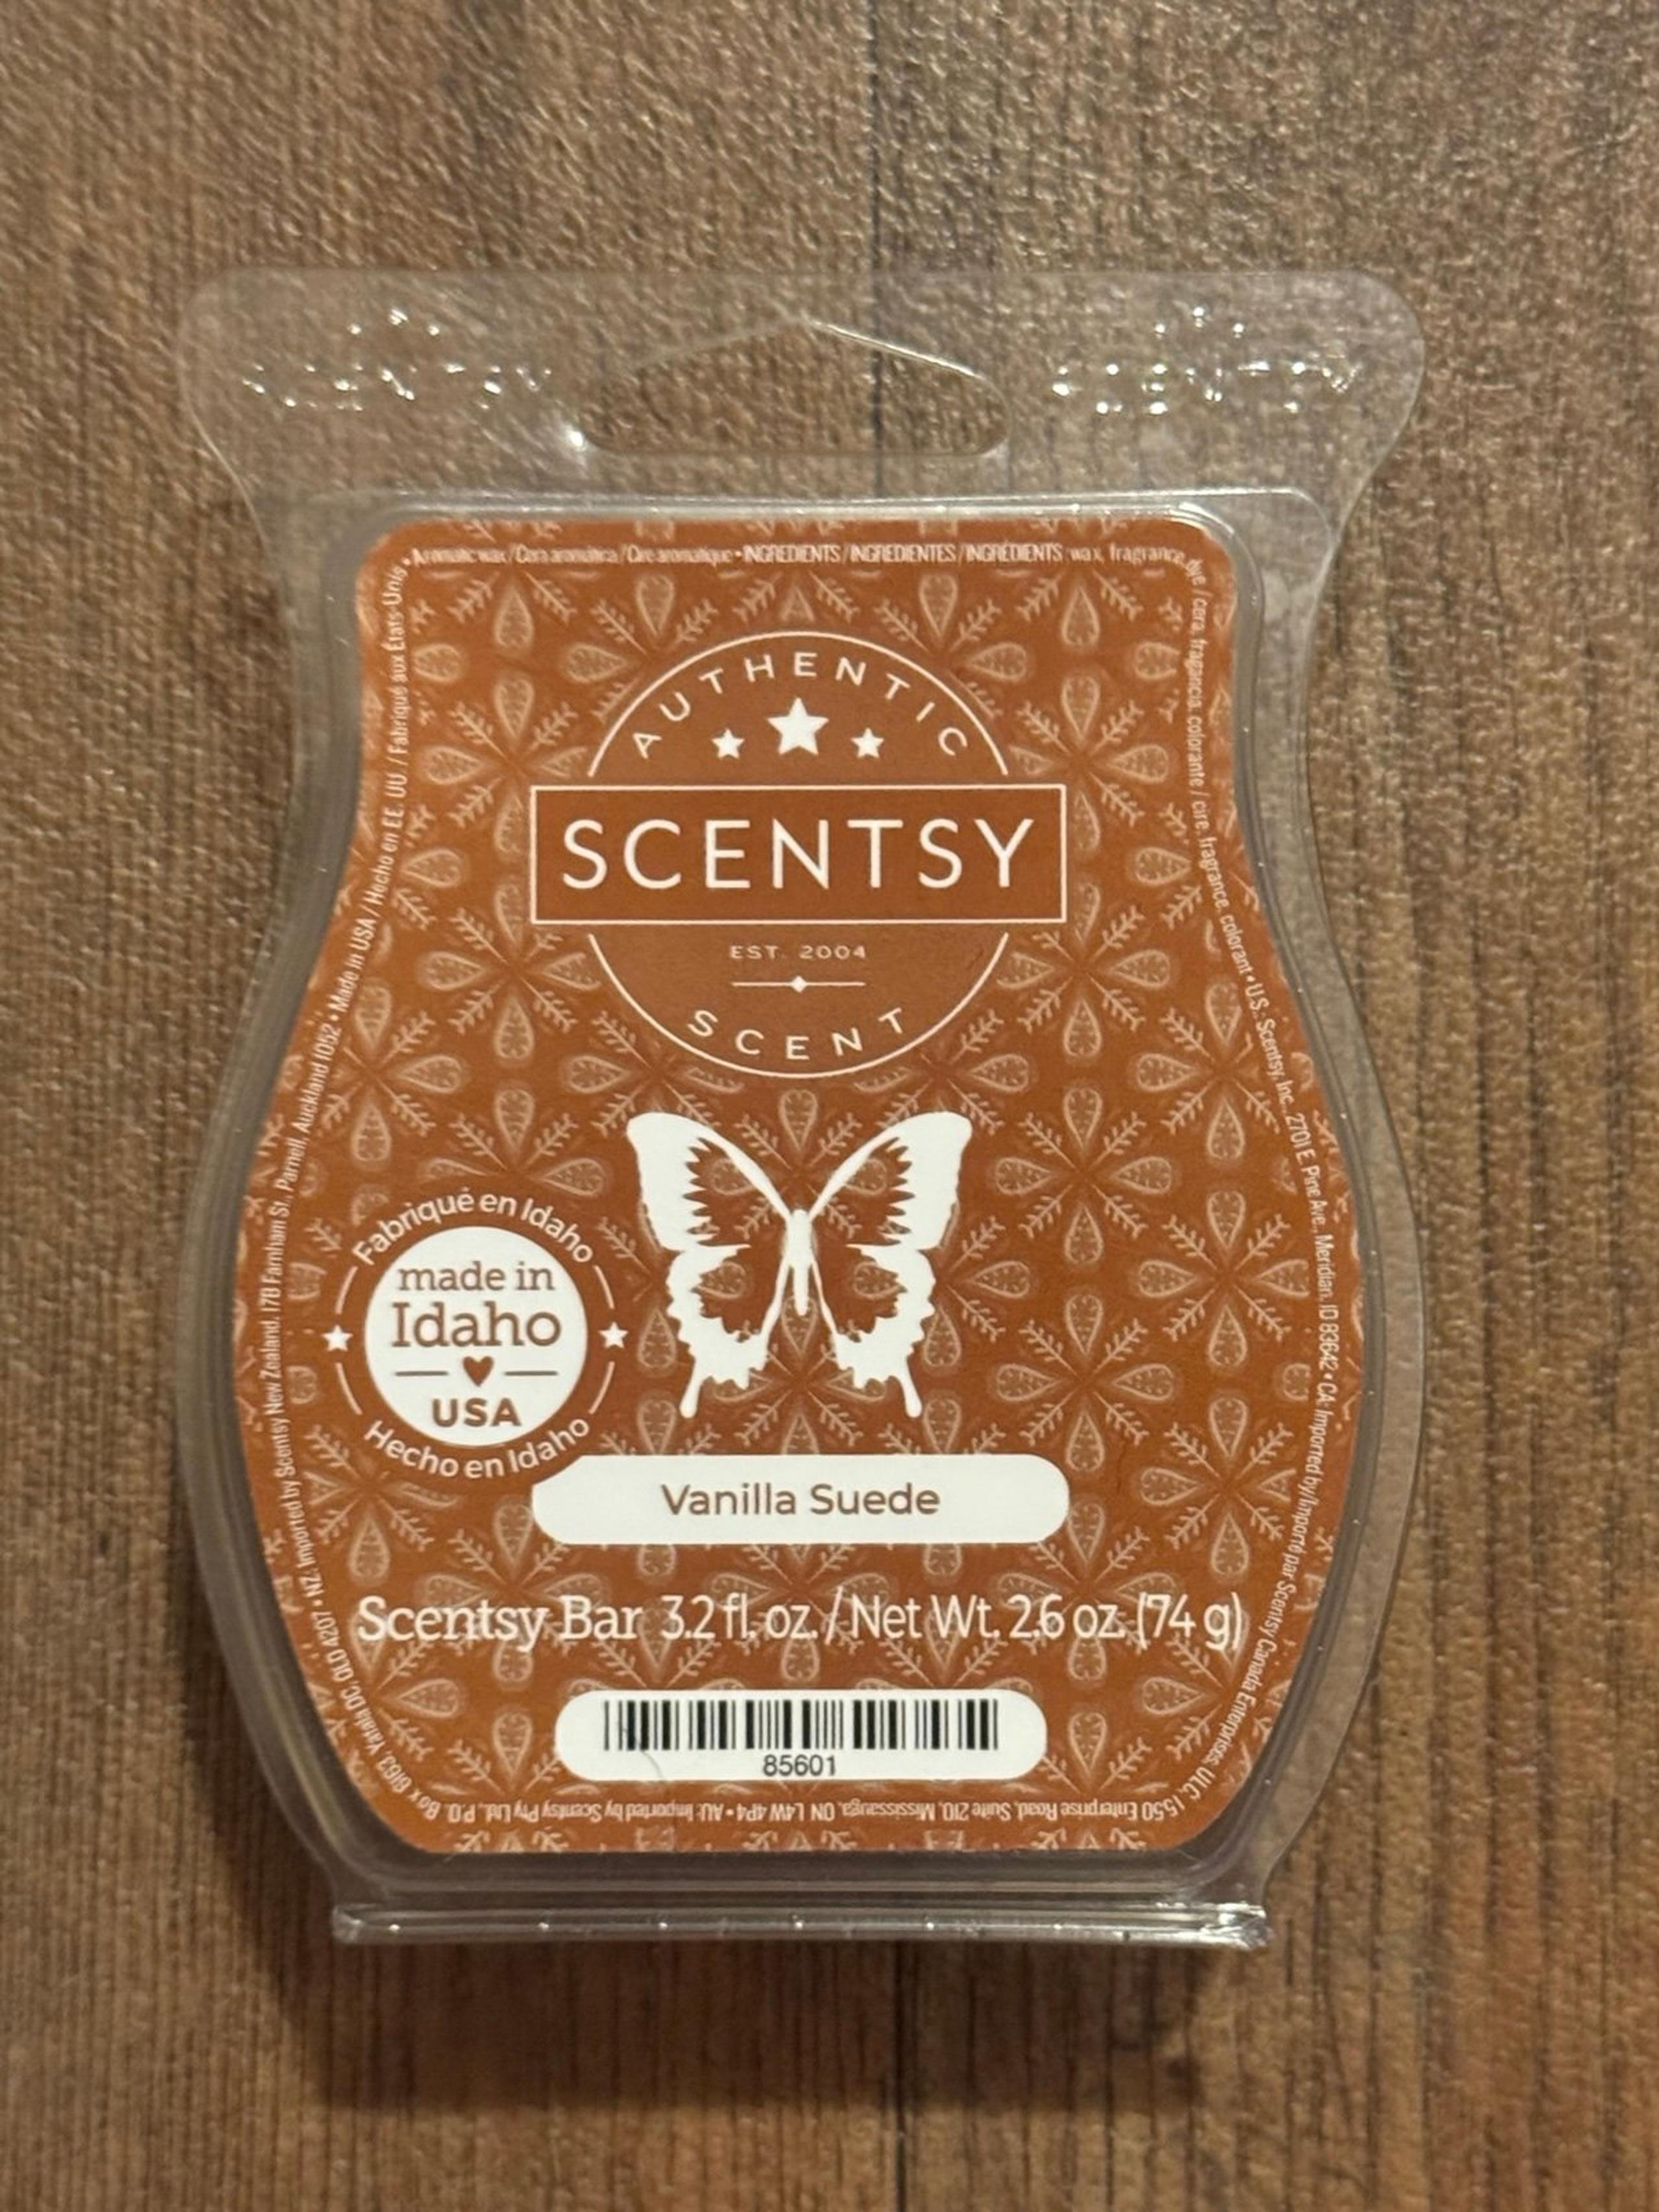 SCENTSY
SCENTSY
• Aromatic wax / Cera aromática / Cire aromatique • INGREDIENTS / INGREDIENTES / INGRÉDIENTS: wax, fragrance, dye / cera, fragancia, colorante / cire, fragrance, colorant • U.S.: Scentsy, Inc., 2701 E. Pine Ave., Meridian, ID 83642 • CA: Imported by/Importé par Scentsy Canada Enterprises, ULC, 1550 Enterprise Road, Suite 210, Mississauga, ON L4W 4P4 • AU: Imported by Scentsy Pty Ltd., P.O. Box 6163, Yatala DC, QLD 4207 • NZ: Imported by Scentsy New Zealand, 17B Farnham St. Parnell, Auckland 1052 • Made in USA / Hecho en EE. UU. / Fabriqué aux États-Unis
AUTHENTIC
SCENTSY
EST. 2004
SCENT
Fabriqué en Idaho
made in
Idaho
USA
Hecho en Idaho
Vanilla Suede
Scentsy Bar 3.2 fl. oz. / Net Wt. 2.6 oz. (74 g)
85601